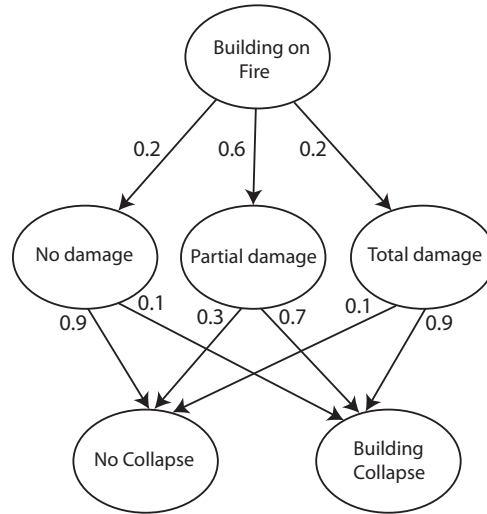 Building on
Fire
0.2
0.6
0.2
No damage
Partial damage
Total damage
0.9
0.1
0.3
0.7
0.1
0.9
No Collapse
Building
Collapse